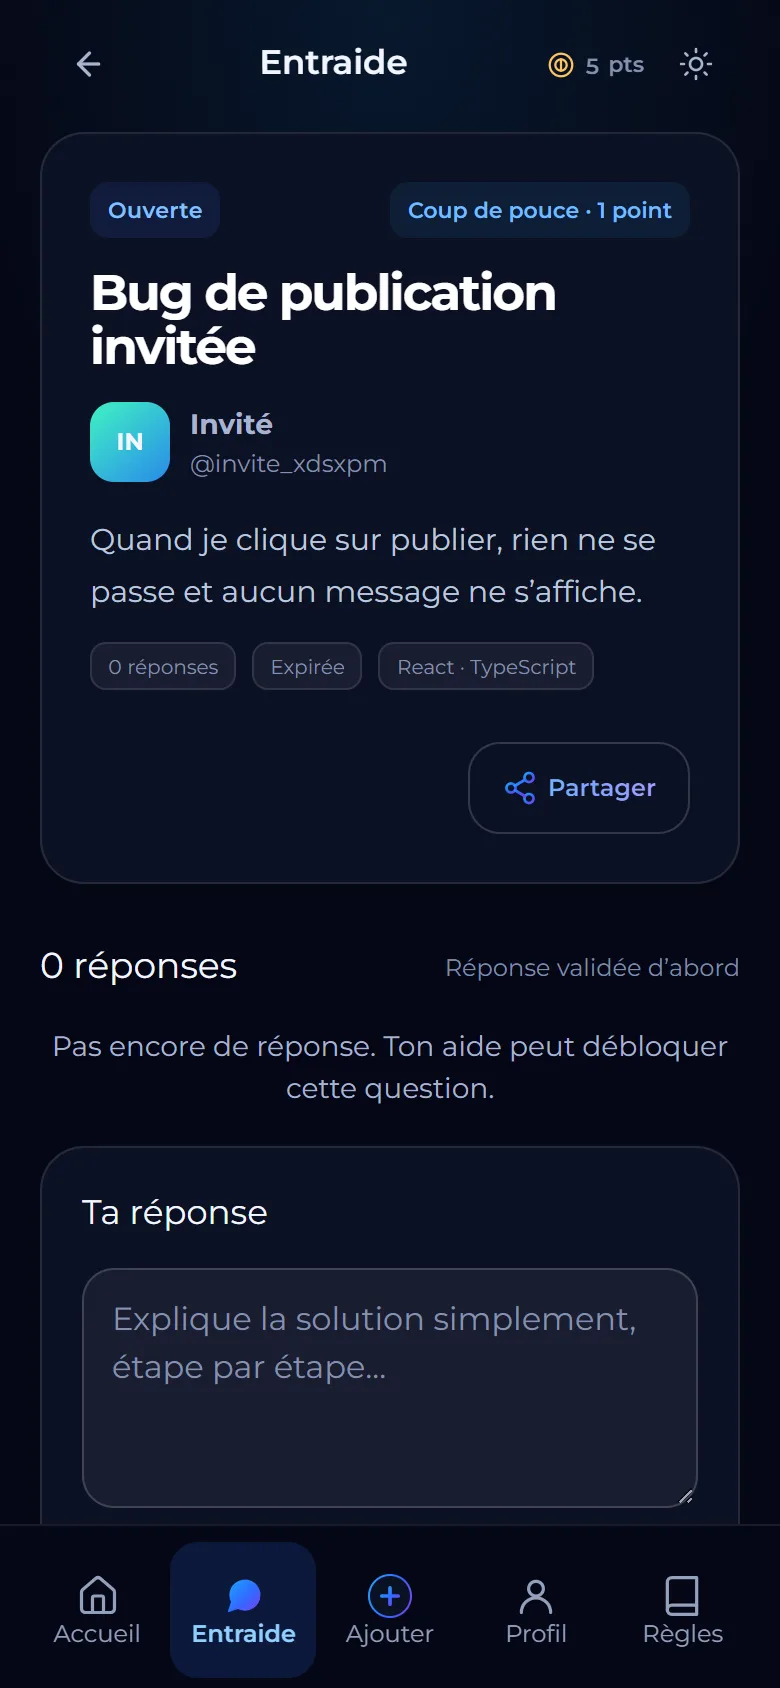 Entraide
5 pts
Ouverte
Coup de pouce · 1 point
Bug de publication
invitée
IN
Invité
@invite_xdsxpm
Quand je clique sur publier, rien ne se
passe et aucun message ne s’affiche.
0 réponses
Expirée
React · TypeScript
Partager
0 réponses
Réponse validée d’abord
Pas encore de réponse. Ton aide peut débloquer
cette question.
Ta réponse
Explique la solution simplement,
étape par étape...
Accueil
Entraide
Ajouter
Profil
Règles